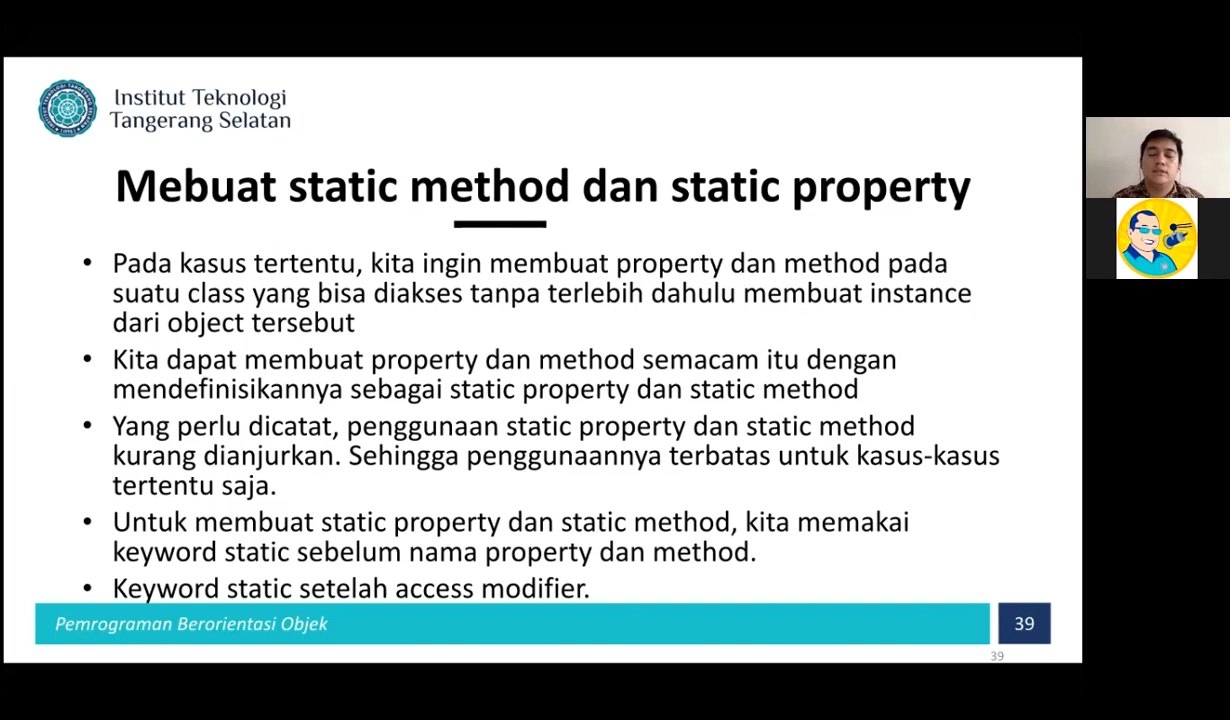 Institut Teknologi
Tangerang Selatan
Mebuat static method dan static property
• Pada kasus tertentu, kita ingin membuat property dan method pada
suatu class yang bisa diakses tanpa terlebih dahulu membuat instance
dari object tersebut
• Kita dapat membuat property dan method semacam itu dengan
mendefinisikannya sebagai static property dan static method
• Yang perlu dicatat, penggunaan static property dan static method
kurang dianjurkan. Sehingga penggunaannya terbatas untuk kasus-kasus
tertentu saja.
• Untuk membuat static property dan static method, kita memakai
keyword static sebelum nama property dan method.
• Keyword static setelah access modifier.
Pemrograman Berorientasi Objek
39
39